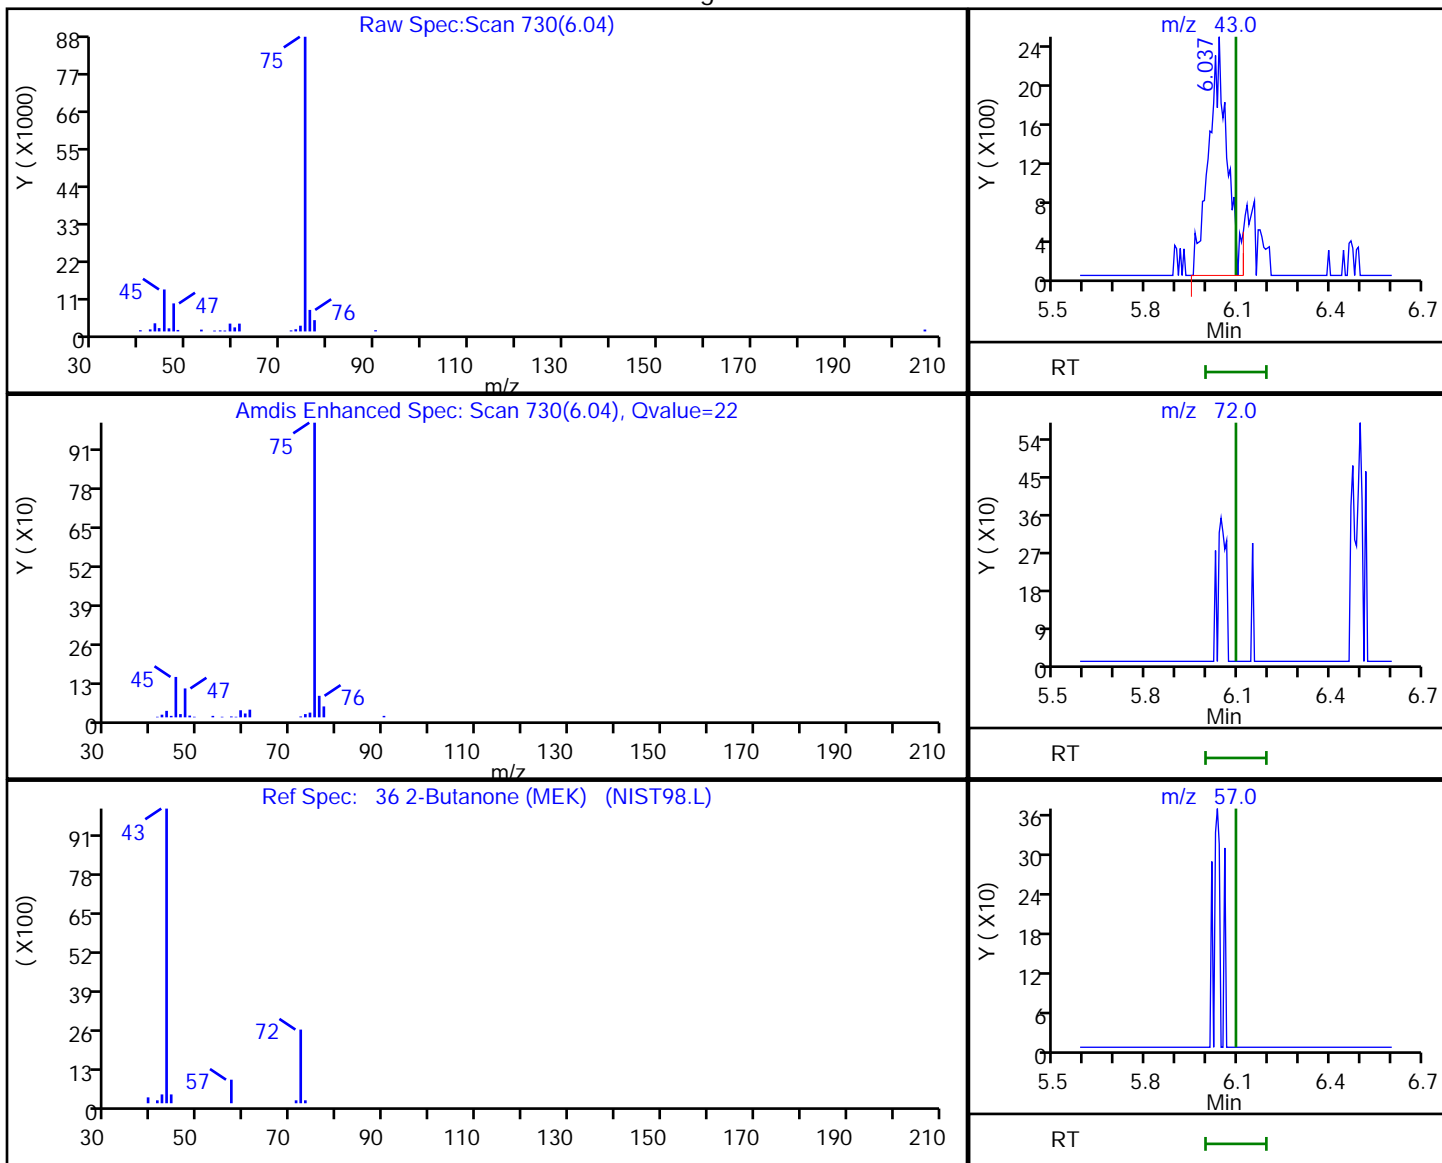 Raw Spec:Scan 730(6.04)
Y ( X1000)
88
77
66
55
44
33
22
11
0
75
45
47
76
30 50 70 90 110 130 150 170 190 210
m/z
m/z 43.0
Y ( X100)
24
20
16
12
8
4
0
6.037
5.5 5.8 6.1 6.4 6.7
Min
RT
Amdis Enhanced Spec: Scan 730(6.04), Qvalue=22
Y ( X10)
91
78
65
52
39
26
13
0
75
45
47
76
30 50 70 90 110 130 150 170 190 210
m/z
m/z 72.0
Y ( X10)
54
45
36
27
18
9
0
5.5 5.8 6.1 6.4 6.7
Min
RT
Ref Spec: 36 2-Butanone (MEK) (NIST98.L)
( X100)
91
78
65
52
39
26
13
0
43
72
57
30 50 70 90 110 130 150 170 190 210
m/z 57.0
Y ( X10)
36
30
24
18
12
6
0
5.5 5.8 6.1 6.4 6.7
Min
RT